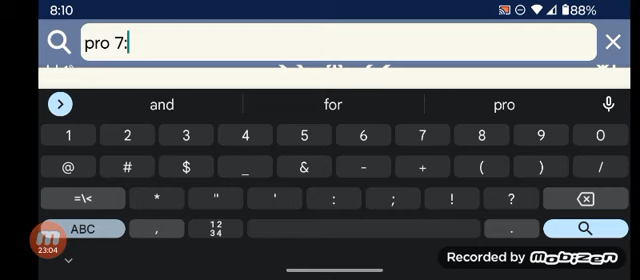 8:10
88%
pro 7:
and for pro
1 2 3 4 5 6 7 8 9 0
@ # $ _ & - + ( ) /
=\< * " ' : ; ! ?
ABC , 12 .
34
23:04
Recorded by mobizen